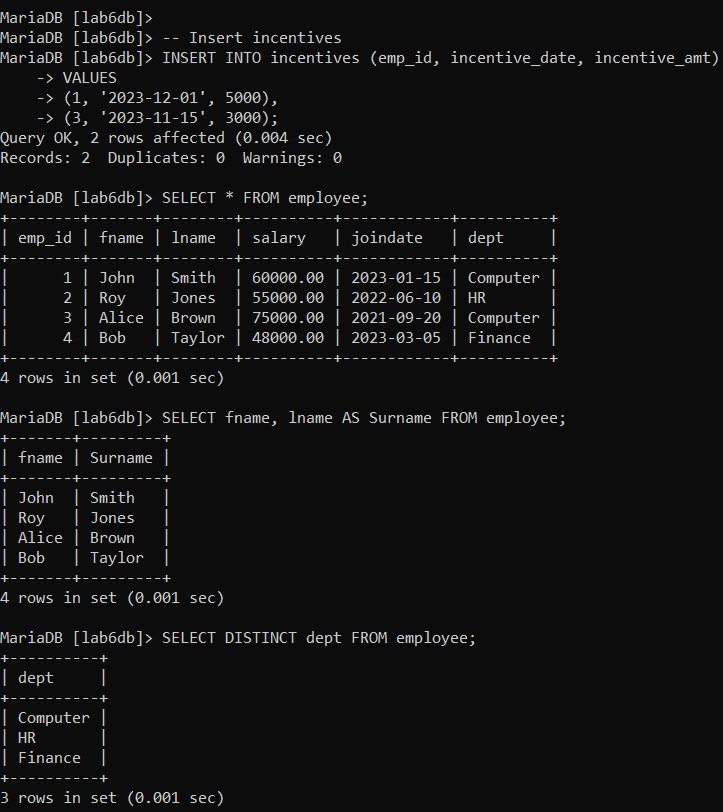 MariaDB [lab6db]>
MariaDB [lab6db]> -- Insert incentives
MariaDB [lab6db]> INSERT INTO incentives (emp_id, incentive_date, incentive_amt)
    -> VALUES
    -> (1, '2023-12-01', 5000),
    -> (3, '2023-11-15', 3000);
Query OK, 2 rows affected (0.004 sec)
Records: 2  Duplicates: 0  Warnings: 0

MariaDB [lab6db]> SELECT * FROM employee;
+--------+-------+--------+----------+------------+----------+
| emp_id | fname | lname  | salary   | joindate   | dept     |
+--------+-------+--------+----------+------------+----------+
|      1 | John  | Smith  | 60000.00 | 2023-01-15 | Computer |
|      2 | Roy   | Jones  | 55000.00 | 2022-06-10 | HR       |
|      3 | Alice | Brown  | 75000.00 | 2021-09-20 | Computer |
|      4 | Bob   | Taylor | 48000.00 | 2023-03-05 | Finance  |
+--------+-------+--------+----------+------------+----------+
4 rows in set (0.001 sec)

MariaDB [lab6db]> SELECT fname, lname AS Surname FROM employee;
+-------+---------+
| fname | Surname |
+-------+---------+
| John  | Smith   |
| Roy   | Jones   |
| Alice | Brown   |
| Bob   | Taylor  |
+-------+---------+
4 rows in set (0.001 sec)

MariaDB [lab6db]> SELECT DISTINCT dept FROM employee;
+----------+
| dept     |
+----------+
| Computer |
| HR       |
| Finance  |
+----------+
3 rows in set (0.001 sec)